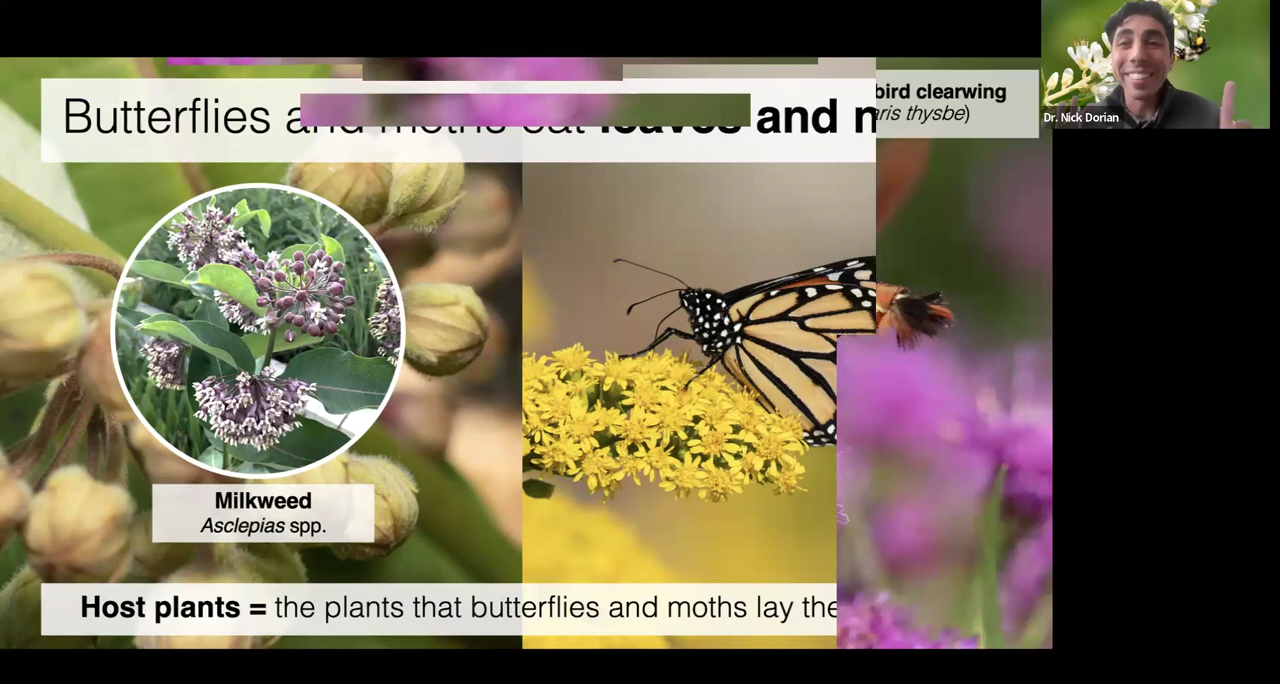 Butterflies and moths eat leaves and n
bird clearwing
aris thysbe)
Dr. Nick Dorian
Milkweed
Asclepias spp.
Host plants = the plants that butterflies and moths lay the